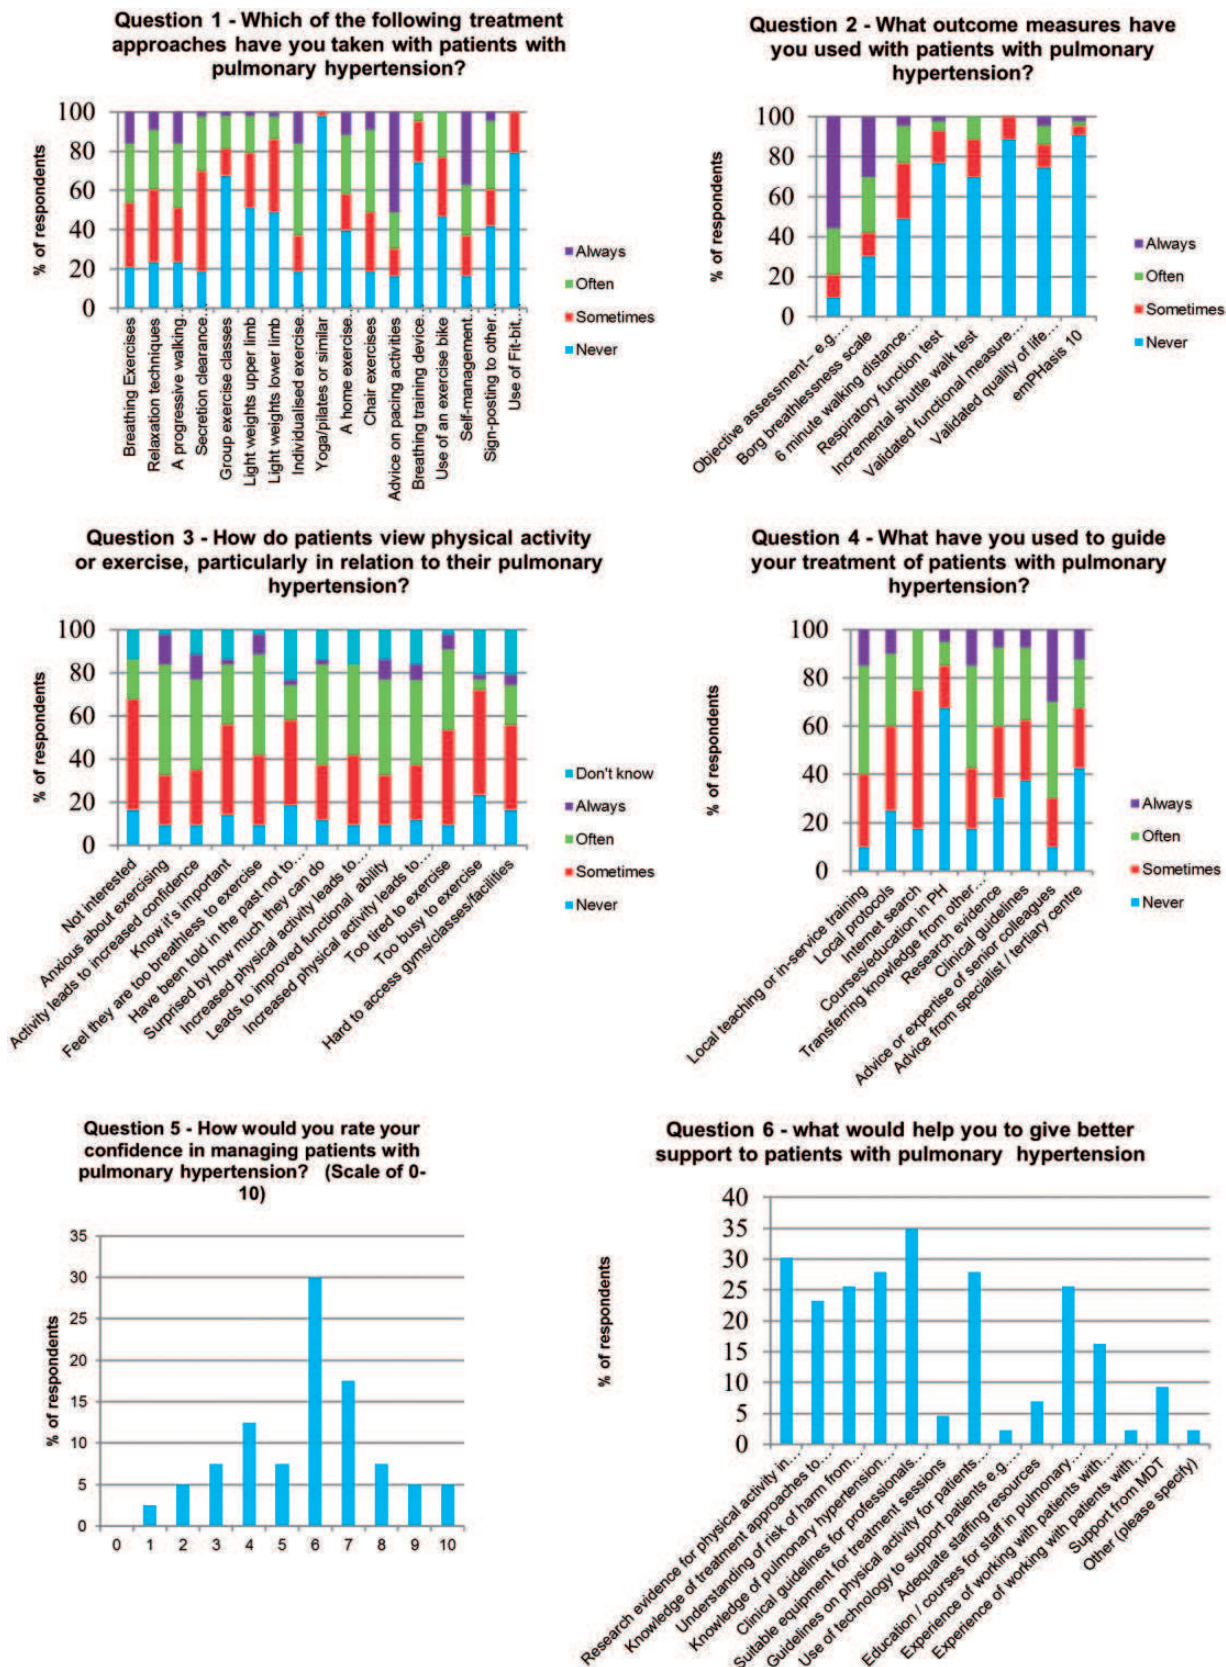 Question 1 - Which of the following treatment
approaches have you taken with patients with
pulmonary hypertension?
% of respondents
100
80
60
40
20
0
Breathing Exercises
Relaxation techniques
A progressive walking…
Secretion clearance…
Group exercise classes
Light weights upper limb
Light weights lower limb
Individualised exercise…
Yoga/pilates or similar
A home exercise…
Chair exercises
Advice on pacing activities
Breathing training device…
Use of an exercise bike
Self-management…
Sign-posting to other…
Use of Fit-bit,…
Always
Often
Sometimes
Never
Question 2 - What outcome measures have
you used with patients with pulmonary
hypertension?
% of respondents
100
80
60
40
20
0
Objective assessment– e.g.…
Borg breathlessness scale
6 minute walking distance…
Respiratory function test
Incremental shuttle walk test
Validated functional measure…
Validated quality of life…
emPHasis 10
Always
Often
Sometimes
Never
Question 3 - How do patients view physical activity
or exercise, particularly in relation to their pulmonary
hypertension?
% of respondents
100
80
60
40
20
0
Not Interested
Anxious about exercising
Activity leads to increased confidence
Know it's important
Feel they are too breathless to exercise
Have been told in the past not to…
Surprised by how much they can do
Increased physical activity leads to…
Leads to improved functional ability
Increased physical activity leads to…
Too tired to exercise
Too busy to exercise
Hard to access gyms/classes/facilities
Don't know
Always
Often
Sometimes
Never
Question 4 - What have you used to guide
your treatment of patients with pulmonary
hypertension?
% of respondents
100
80
60
40
20
0
Local teaching or in-service training
Local protocols
Internet search
Courses/education in PH
Transferring knowledge from other…
Research evidence
Clinical guidelines
Advice or expertise of senior colleagues
Advice from specialist / tertiary centre
Always
Often
Sometimes
Never
Question 5 - How would you rate your
confidence in managing patients with
pulmonary hypertension? (Scale of 0-
10)
% of respondents
35
30
25
20
15
10
5
0
0 1 2 3 4 5 6 7 8 9 10
Question 6 - what would help you to give better
support to patients with pulmonary hypertension
% of respondents
40
35
30
25
20
15
10
5
0
Research evidence for physical activity in…
Knowledge of treatment approaches to…
Understanding of risk of harm from…
Knowledge of pulmonary hypertension…
Clinical guidelines for professionals…
Suitable equipment for treatment sessions
Guidelines on physical activity for patients…
Use of technology to support patients e.g.…
Adequate staffing resources
Education / courses for staff in pulmonary…
Experience of working with patients with…
Experience of working with patients with…
Support from MDT
Other (please specify)